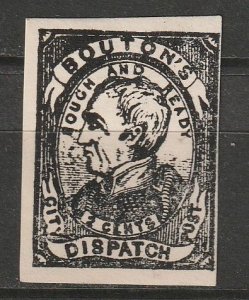 BOUTON'S
ROUGH AND READY
2 CENTS
CITY
POST
DISPATCH